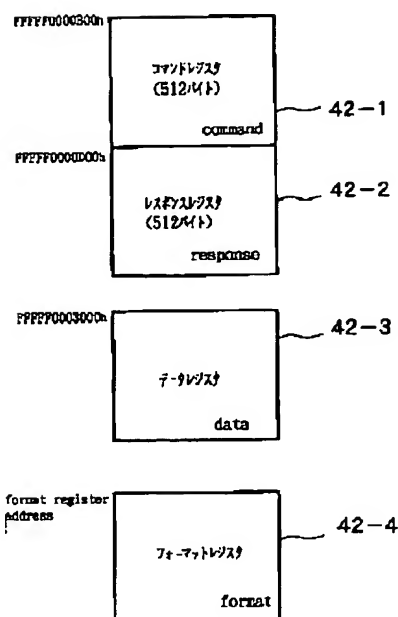 FFFFF0000B00h
コマンドレジスタ
(512バイト)
42-1
command
FFFFF0000D00h
レスポンスレジスタ
(512バイト)
42-2
response
FFFFF0003000h
42-3
データレジスタ
data
format register
address
42-4
フォーマットレジスタ
format